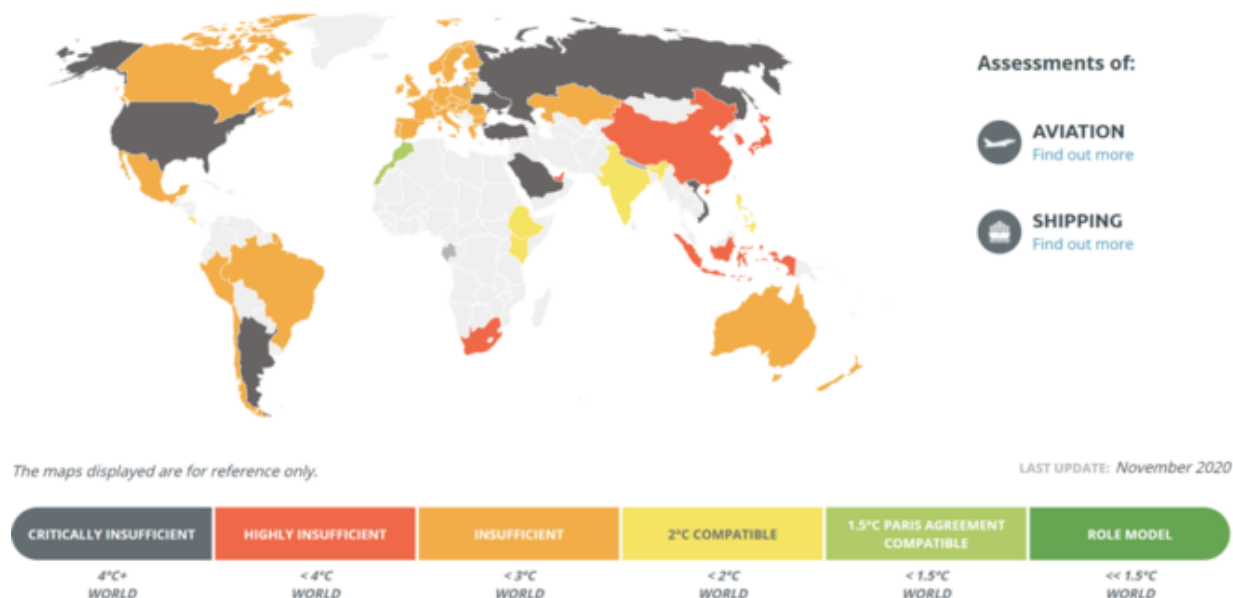 Assessments of:
AVIATION
Find out more
SHIPPING
Find out more
The maps displayed are for reference only.
LAST UPDATE: November 2020
CRITICALLY INSUFFICIENT
HIGHLY INSUFFICIENT
INSUFFICIENT
2°C COMPATIBLE
1.5°C PARIS AGREEMENT
COMPATIBLE
ROLE MODEL
4°C+
WORLD
< 4°C
WORLD
< 3°C
WORLD
< 2°C
WORLD
< 1.5°C
WORLD
<< 1.5°C
WORLD